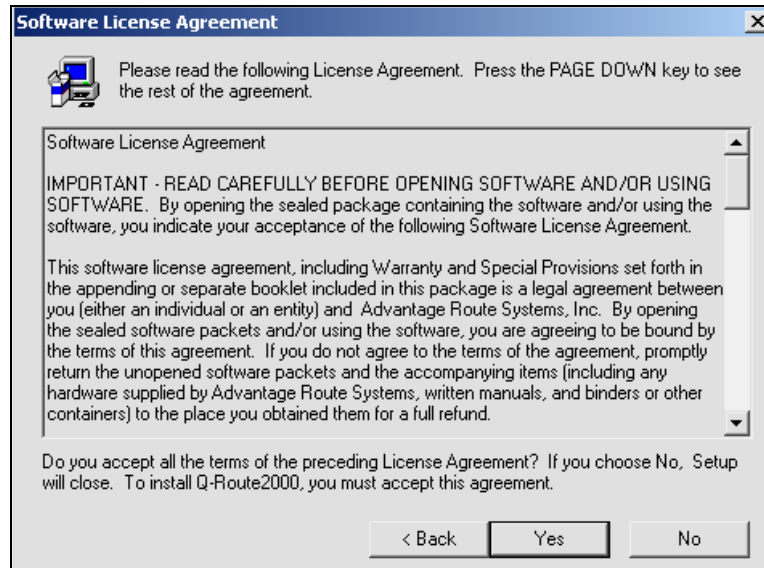 Software License Agreement
Please read the following License Agreement. Press the PAGE DOWN key to see
the rest of the agreement.
Software License Agreement
IMPORTANT - READ CAREFULLY BEFORE OPENING SOFTWARE AND/OR USING
SOFTWARE. By opening the sealed package containing the software and/or using the
software, you indicate your acceptance of the following Software License Agreement.
This software license agreement, including Warranty and Special Provisions set forth in
the appending or separate booklet included in this package is a legal agreement between
you (either an individual or an entity) and Advantage Route Systems, Inc. By opening
the sealed software packets and/or using the software, you are agreeing to be bound by
the terms of this agreement. If you do not agree to the terms of the agreement, promptly
return the unopened software packets and the accompanying items (including any
hardware supplied by Advantage Route Systems, written manuals, and binders or other
containers) to the place you obtained them for a full refund.
Do you accept all the terms of the preceding License Agreement? If you choose No, Setup
will close. To install Q-Route2000, you must accept this agreement.
< Back Yes No